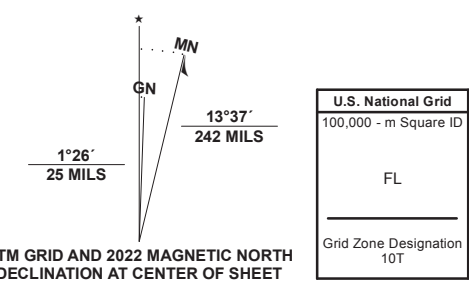 MN
GN
13°37´
242 MILS
1°26´
25 MILS
TM GRID AND 2022 MAGNETIC NORTH
DECLINATION AT CENTER OF SHEET
U.S. National Grid
100,000 - m Square ID
FL
Grid Zone Designation
10T